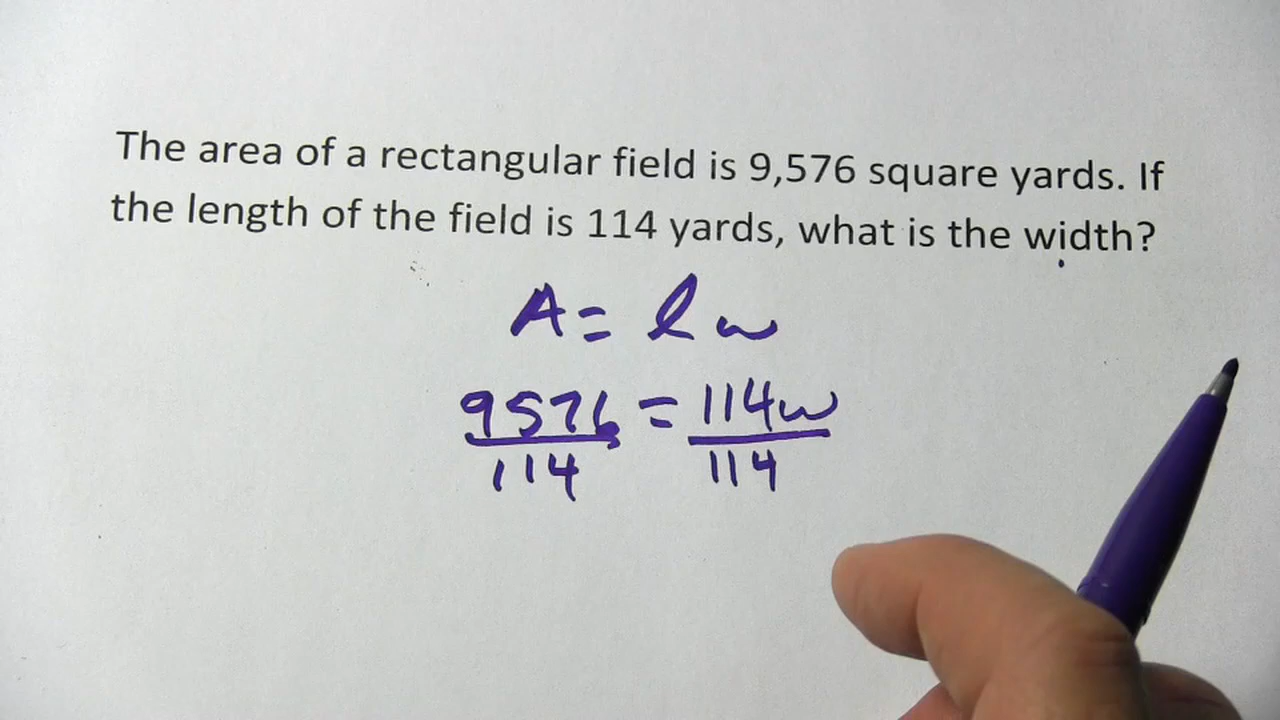 The area of a rectangular field is 9,576 square yards. If
the length of the field is 114 yards, what is the width?
A = lw
9576 = 114w
114 114